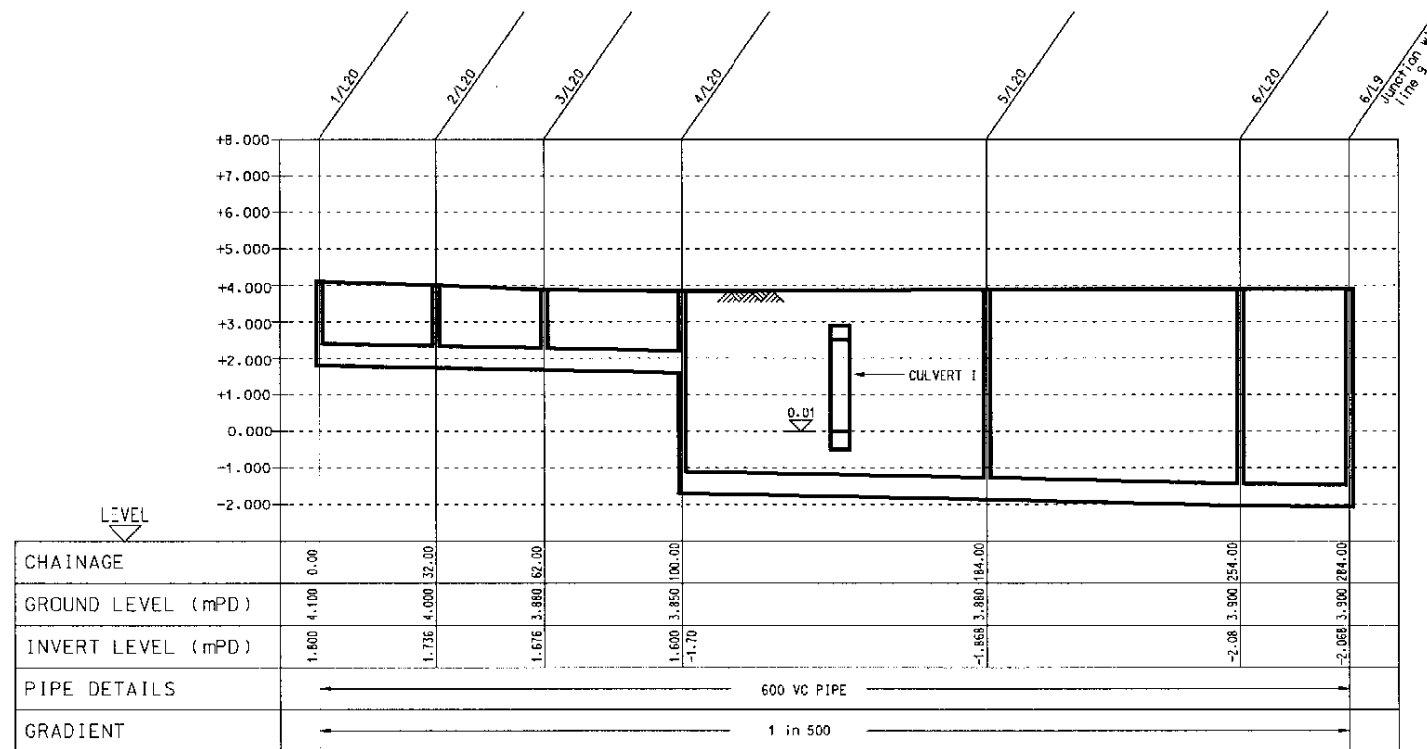 1/L20
2/L20
3/L20
4/L20
5/L20
6/L20
6/L9
Junction
line 9
+8.000
+7.000
+6.000
+5.000
+4.000
+3.000
+2.000
+1.000
0.000
-1.000
-2.000
CULVERT I
0.01
LEVEL
CHAINAGE 0.00 32.00 62.00 100.00 184.00 254.00 284.00
GROUND LEVEL (mPD) 4.100 4.000 3.880 3.850 3.880 3.900 3.900
INVERT LEVEL (mPD) 1.800 1.736 1.676 1.600 -1.70 -1.868 -2.08 -2.068
PIPE DETAILS 600 VC PIPE
GRADIENT 1 in 500